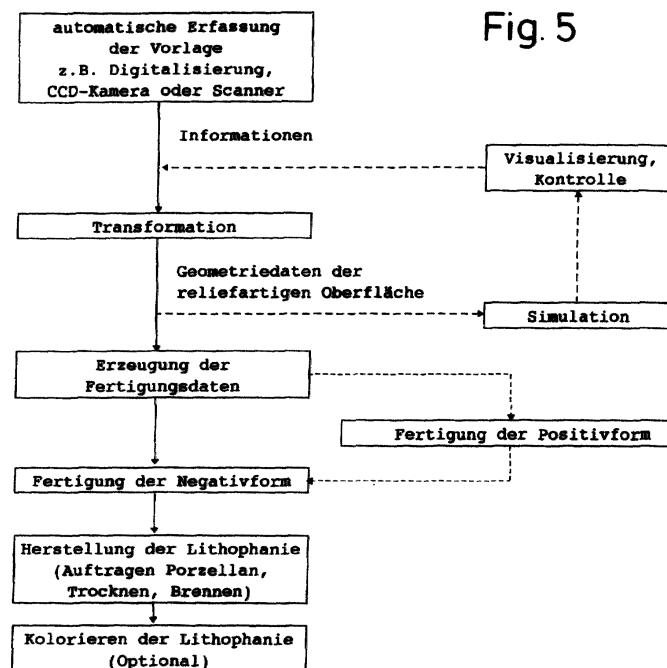 Fig. 5
automatische Erfassung
der Vorlage
z.B. Digitalisierung,
CCD-Kamera oder Scanner
Informationen
Visualisierung,
Kontrolle
Transformation
Geometriedaten der
reliefartigen Oberfläche
Simulation
Erzeugung der
Fertigungsdaten
Fertigung der Positivform
Fertigung der Negativform
Herstellung der Lithophanie
(Auftragen Porzellan,
Trocknen, Brennen)
Kolorieren der Lithophanie
(Optional)